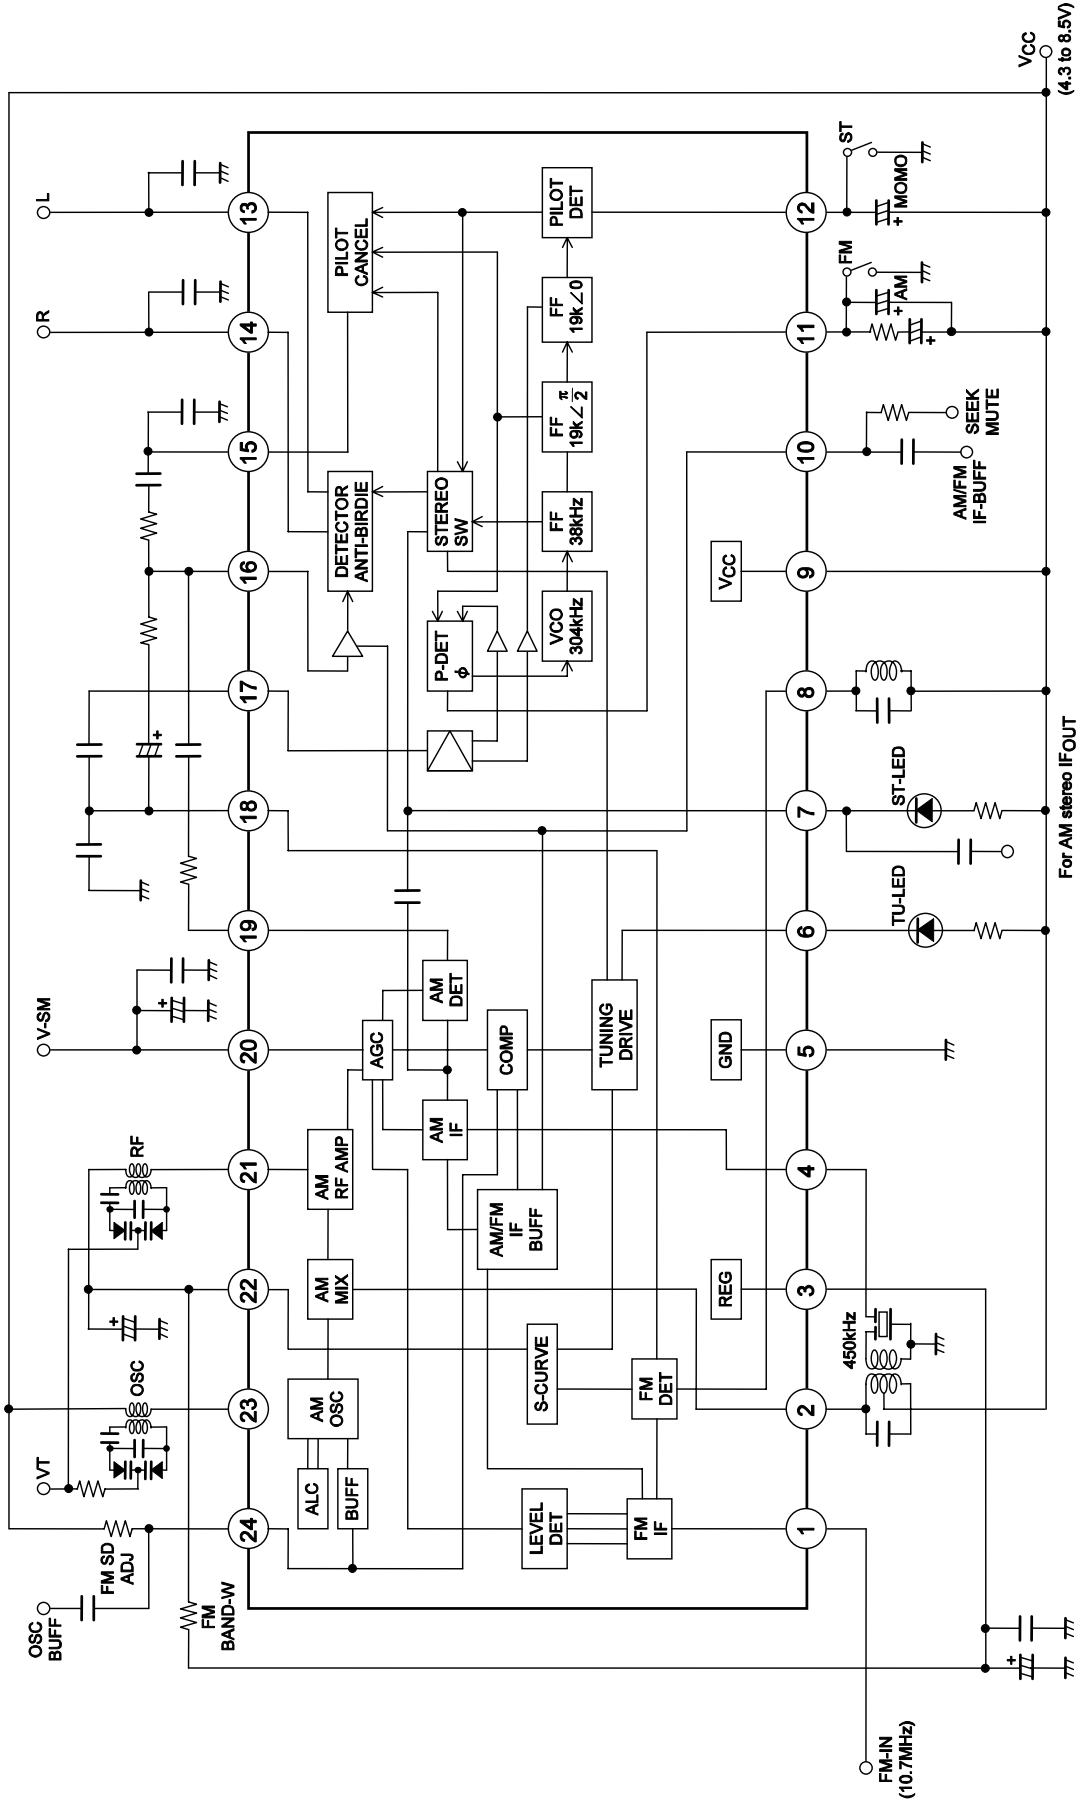 OSC
BUFF
VT
V-SM
R
L
FM SD
ADJ
FM
BAND-W
OSC
RF
+
+
+
+
24
23
22
21
20
19
18
17
16
15
14
13
ALC
BUFF
AM
OSC
AM
MIX
AM
RF AMP
AGC
AM
DET
AM
IF
COMP
AM/FM
IF
BUFF
S-CURVE
LEVEL
DET
FM
IF
FM
DET
TUNING
DRIVE
DETECTOR
ANTI-BIRDIE
PILOT
CANCEL
P-DET
Φ
STEREO
SW
VCO
304kHz
FF
38kHz
FF
19k∠π/2
FF
19k∠0
PILOT
DET
REG
GND
VCC
1
2
3
4
5
6
7
8
9
10
11
12
450kHz
TU-LED
ST-LED
AM/FM
IF-BUFF
SEEK
MUTE
FM
AM
+
+
ST
MOMO
+
VCC
(4.3 to 8.5V)
For AM stereo IFOUT
FM-IN
(10.7MHz)
+